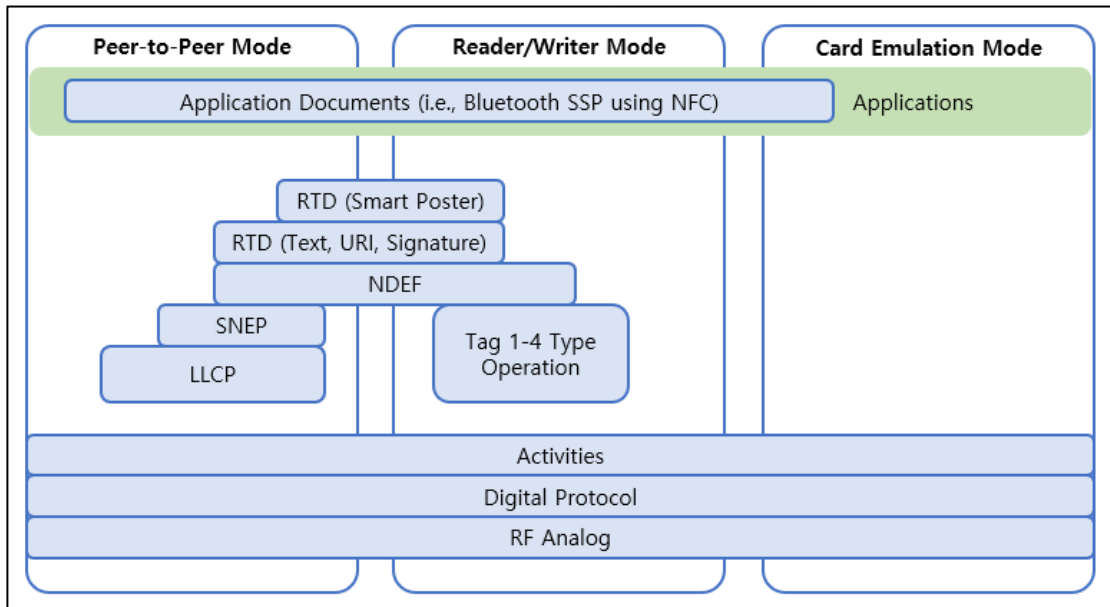 Peer-to-Peer Mode
Reader/Writer Mode
Card Emulation Mode
Application Documents (i.e., Bluetooth SSP using NFC)
Applications
RTD (Smart Poster)
RTD (Text, URI, Signature)
NDEF
SNEP
LLCP
Tag 1-4 Type
Operation
Activities
Digital Protocol
RF Analog